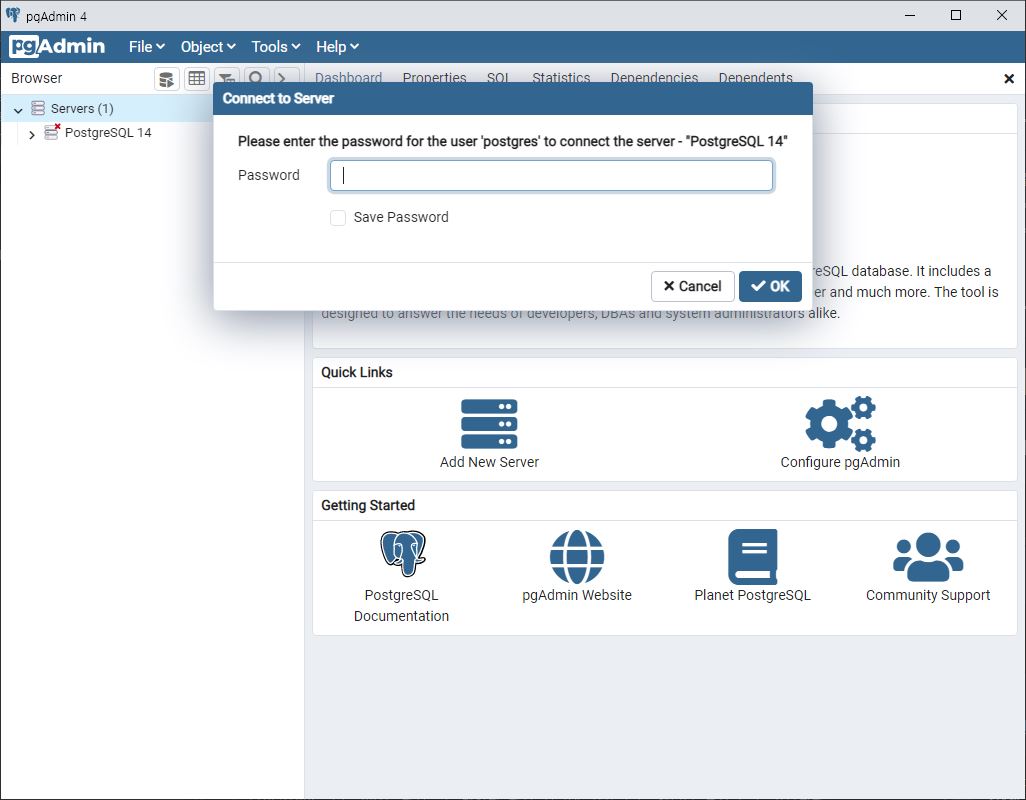 pgAdmin 4
pgAdmin File Object Tools Help
Browser
Dashboard Properties SQL Statistics Dependencies Dependents
Servers (1)
PostgreSQL 14
Connect to Server
Please enter the password for the user 'postgres' to connect the server - "PostgreSQL 14"
Password
Save Password
Cancel OK
reSQL database. It includes a
er and much more. The tool is
designed to answer the needs of developers, DBAs and system administrators alike.
Quick Links
Add New Server
Configure pgAdmin
Getting Started
PostgreSQL
Documentation
pgAdmin Website
Planet PostgreSQL
Community Support